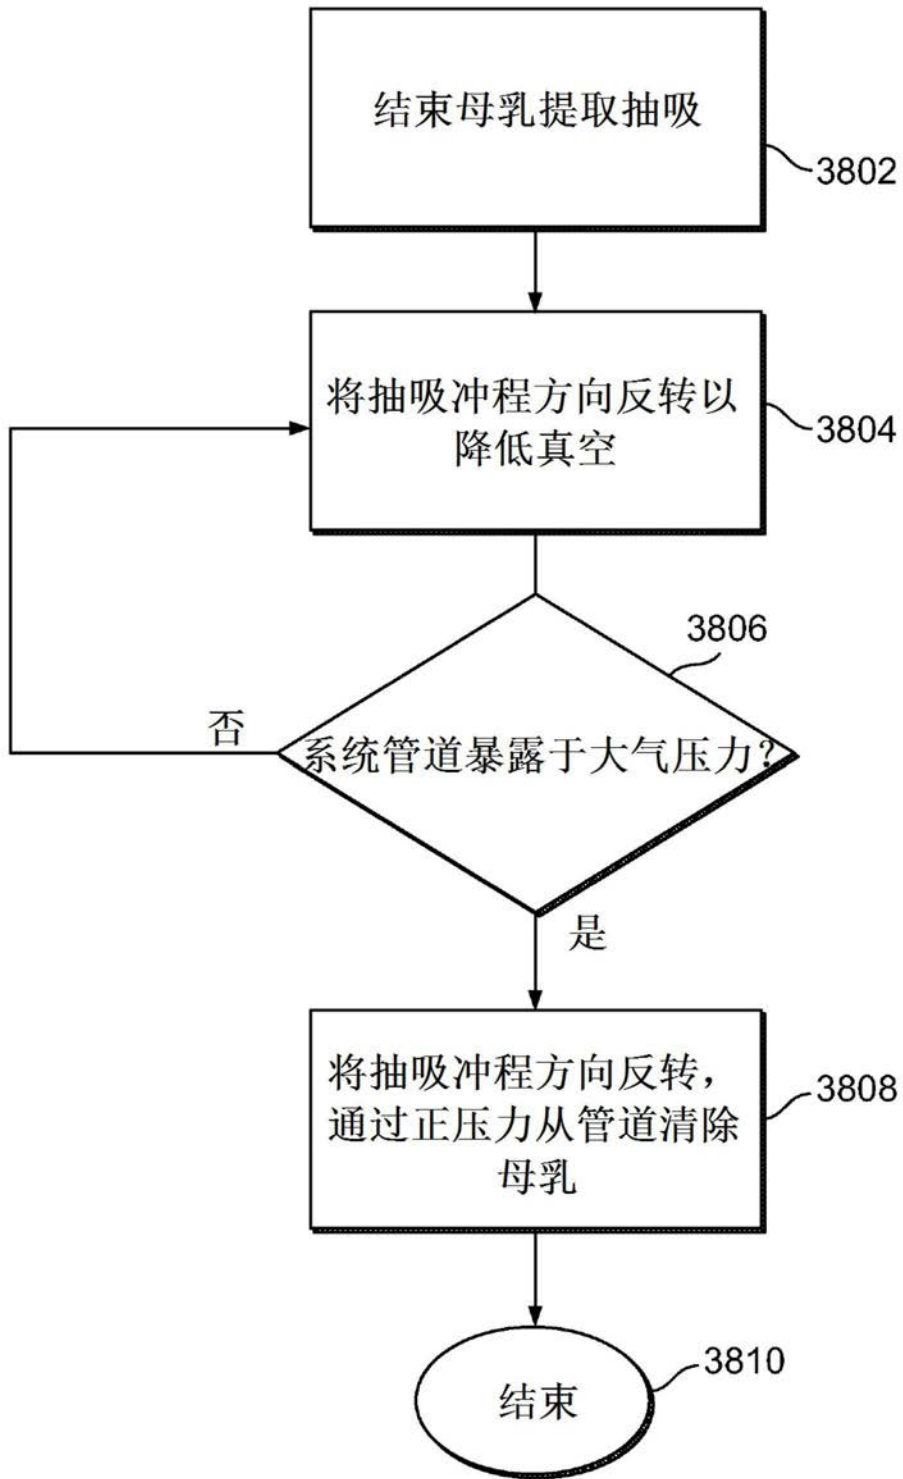 结束母乳提取抽吸
3802
将抽吸冲程方向反转以
降低真空
3804
3806
否
系统管道暴露于大气压力?
是
将抽吸冲程方向反转，
通过正压力从管道清除
母乳
3808
结束
3810